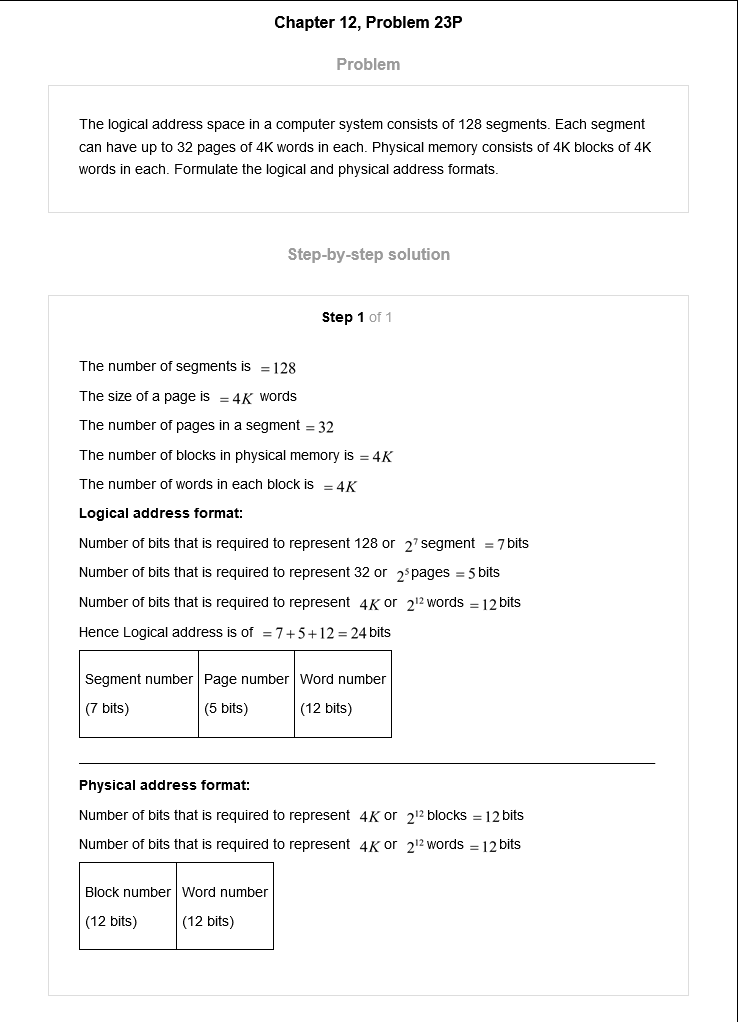 Chapter 12, Problem 23P
Problem
The logical address space in a computer system consists of 128 segments. Each segment
can have up to 32 pages of 4K words in each. Physical memory consists of 4K blocks of 4K
words in each. Formulate the logical and physical address formats.
Step-by-step solution
Step 1 of 1
The number of segments is = 128
The size of a page is = 4K words
The number of pages in a segment = 32
The number of blocks in physical memory is = 4K
The number of words in each block is = 4K
Logical address format:
Number of bits that is required to represent 128 or 2⁷ segment = 7 bits
Number of bits that is required to represent 32 or 2⁵ pages = 5 bits
Number of bits that is required to represent 4K or 2¹² words = 12 bits
Hence Logical address is of = 7 + 5 + 12 = 24 bits
Segment number Page number Word number
(7 bits) (5 bits) (12 bits)
Physical address format:
Number of bits that is required to represent 4K or 2¹² blocks = 12 bits
Number of bits that is required to represent 4K or 2¹² words = 12 bits
Block number Word number
(12 bits) (12 bits)